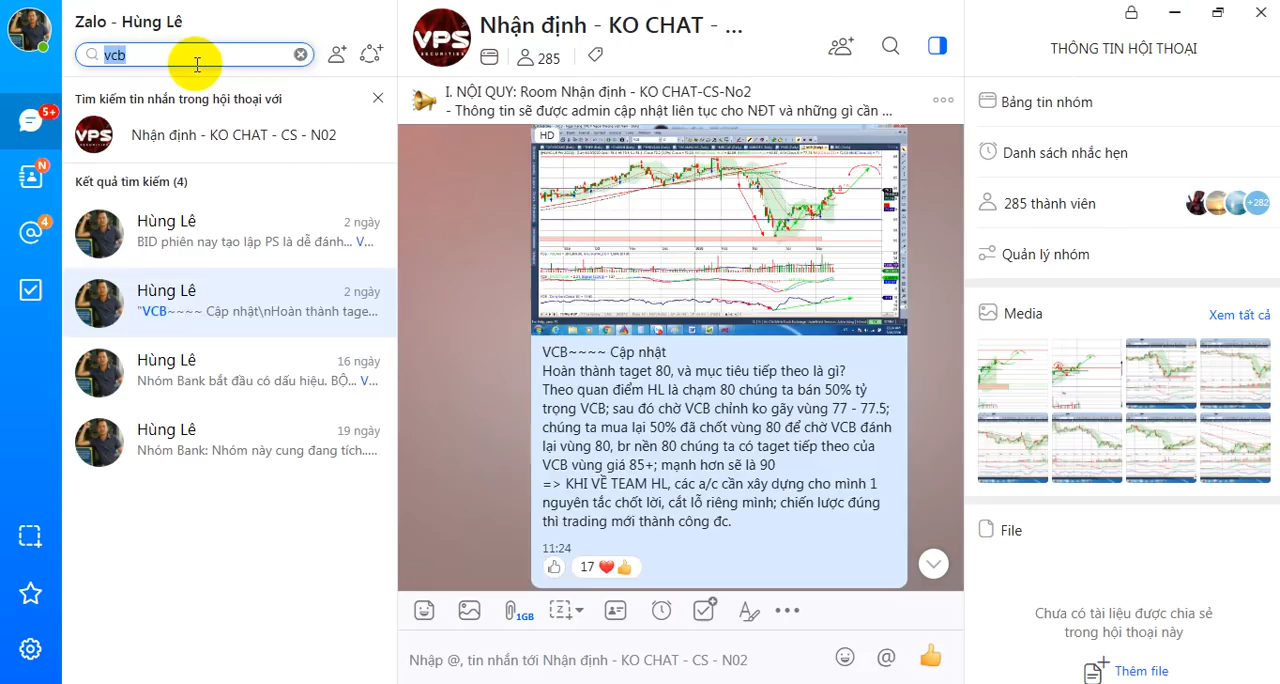 Zalo - Hùng Lê
vcb
Tìm kiếm tin nhắn trong hội thoại với
VPS
Nhận định - KO CHAT - CS - N02
Kết quả tìm kiếm (4)
Hùng Lê
2 ngày
BID phiên nay tạo lập PS là dễ đánh... V...
Hùng Lê
2 ngày
"VCB~~~~ Cập nhật\nHoàn thành tage...
Hùng Lê
16 ngày
Nhóm Bank bắt đầu có dấu hiệu. BỘ... V...
Hùng Lê
19 ngày
Nhóm Bank: Nhóm này cung đang tích.....
5+
N
4
VPS
SECURITIES
Nhận định - KO CHAT - ...
285
I. NỘI QUY: Room Nhận định - KO CHAT-CS-No2
- Thông tin sẽ được admin cập nhật liên tục cho NĐT và những gì cần ...
HD
VCB~~~~ Cập nhật
Hoàn thành taget 80, và mục tiêu tiếp theo là gì?
Theo quan điểm HL là chạm 80 chúng ta bán 50% tỷ
trọng VCB; sau đó chờ VCB chỉnh ko gãy vùng 77 - 77.5;
chúng ta mua lại 50% đã chốt vùng 80 để chờ VCB đánh
lại vùng 80, br nền 80 chúng ta có taget tiếp theo của
VCB vùng giá 85+; mạnh hơn sẽ là 90
=> KHI VỀ TEAM HL, các a/c cần xây dựng cho mình 1
nguyên tắc chốt lời, cắt lỗ riêng mình; chiến lược đúng
thì trading mới thành công đc.
11:24
17
1GB
Nhập @, tin nhắn tới Nhận định - KO CHAT - CS - N02
THÔNG TIN HỘI THOẠI
Bảng tin nhóm
Danh sách nhắc hẹn
285 thành viên
+282
Quản lý nhóm
Media
Xem tất cả
File
Chưa có tài liệu được chia sẻ
trong hội thoại này
Thêm file